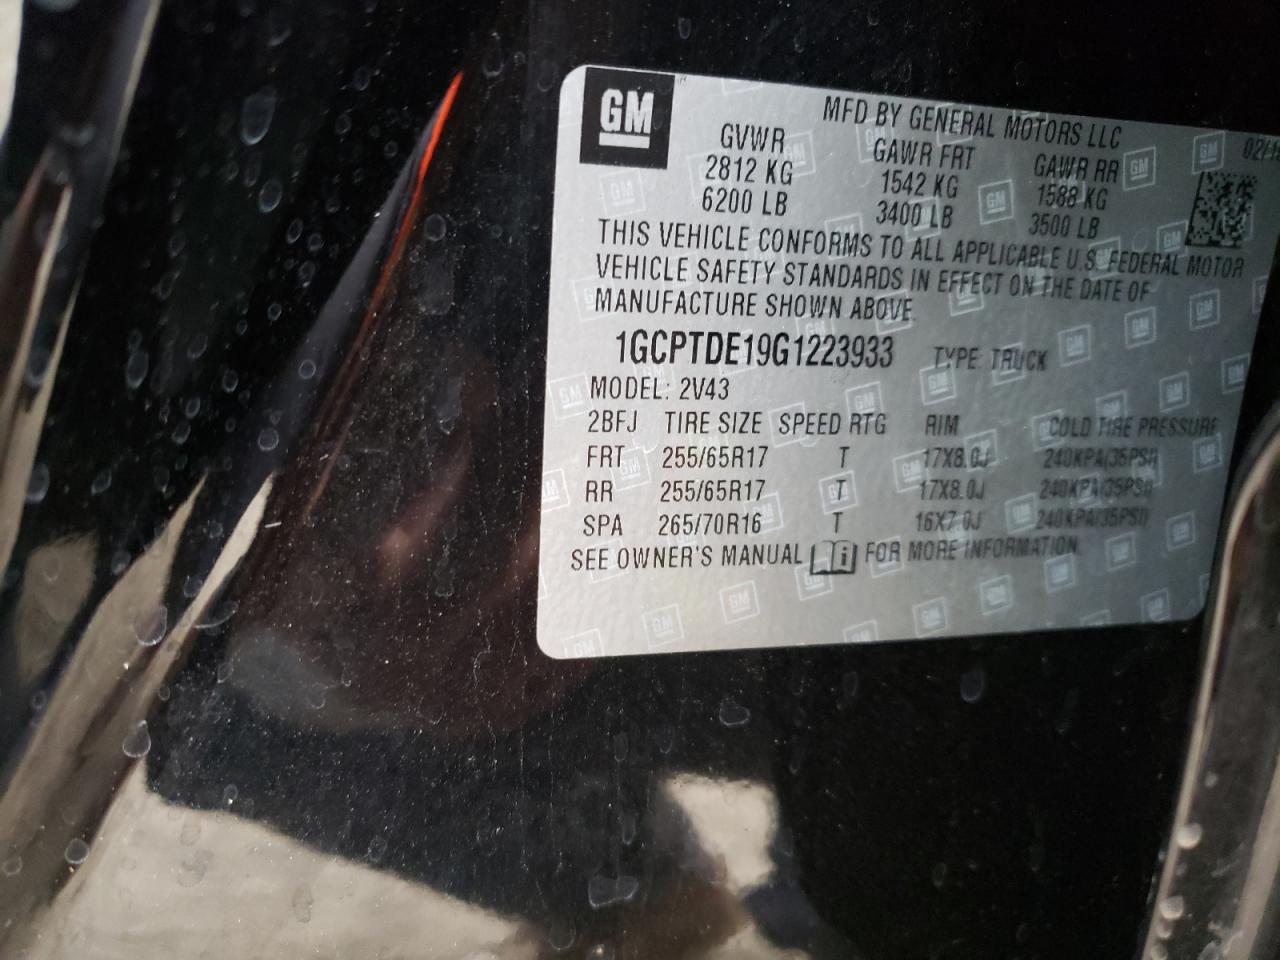 GM
MFD BY GENERAL MOTORS LLC
GVWR GAWR FRT GAWR RR
2812 KG 1542 KG 1588 KG
6200 LB 3400 LB 3500 LB
THIS VEHICLE CONFORMS TO ALL APPLICABLE U.S. FEDERAL MOTOR
VEHICLE SAFETY STANDARDS IN EFFECT ON THE DATE OF
MANUFACTURE SHOWN ABOVE.
1GCPTDE19G1223933 TYPE: TRUCK
MODEL: 2V43
2BFJ TIRE SIZE SPEED RTG RIM COLD TIRE PRESSURE
FRT 255/65R17 T 17X8.0J 240KPA(35PSI)
RR 255/65R17 T 17X8.0J 240KPA(35PSI)
SPA 265/70R16 T 16X7.0J 240KPA(35PSI)
SEE OWNER'S MANUAL i FOR MORE INFORMATION.